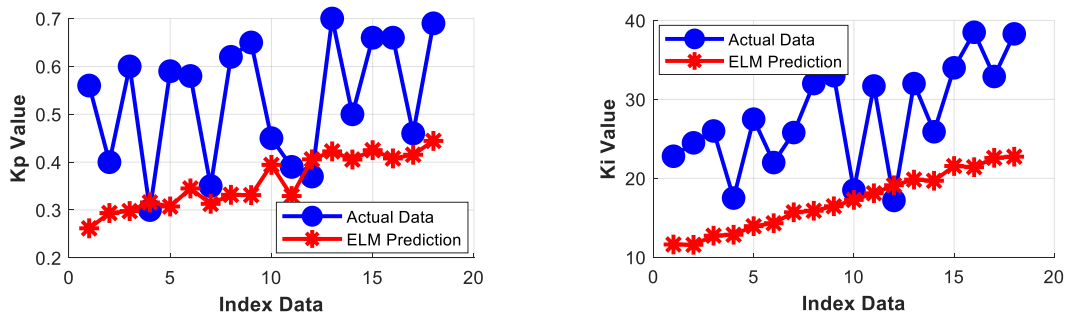 0.7
0.6
0.5
0.4
0.3
0.2
Kp Value
0 5 10 15 20
Index Data
Actual Data
ELM Prediction
40
30
20
10
Ki Value
0 5 10 15 20
Index Data
Actual Data
ELM Prediction